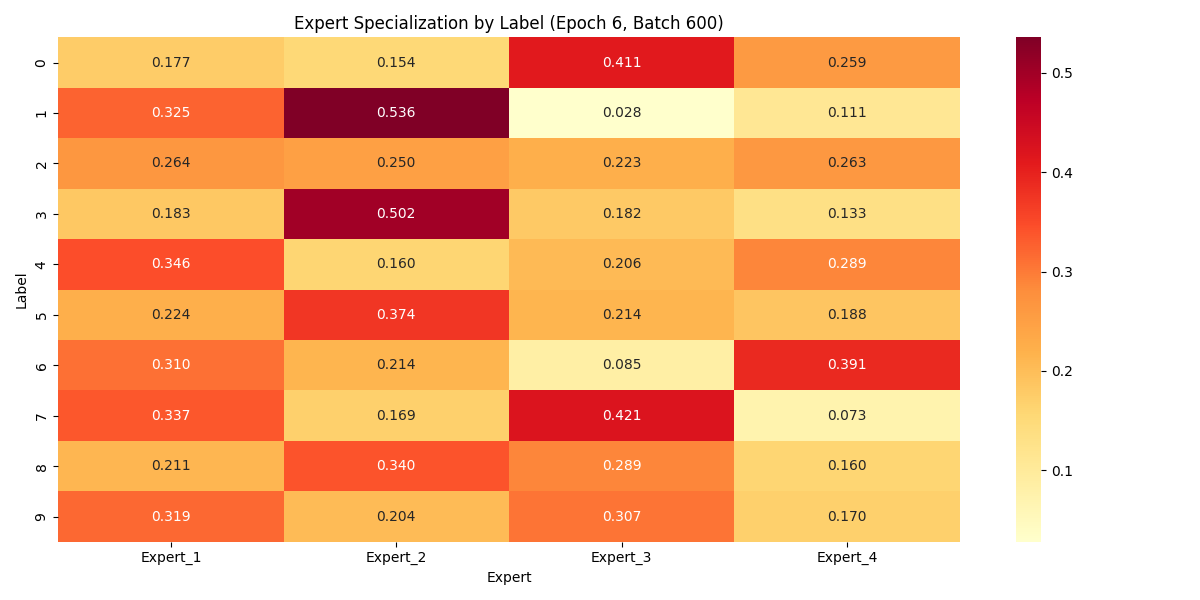 Expert Specialization by Label (Epoch 6, Batch 600)
0 0.177 0.154 0.411 0.259
1 0.325 0.536 0.028 0.111
2 0.264 0.250 0.223 0.263
3 0.183 0.502 0.182 0.133
4 0.346 0.160 0.206 0.289
5 0.224 0.374 0.214 0.188
6 0.310 0.214 0.085 0.391
7 0.337 0.169 0.421 0.073
8 0.211 0.340 0.289 0.160
9 0.319 0.204 0.307 0.170
Label
Expert_1 Expert_2 Expert_3 Expert_4
Expert
0.5
0.4
0.3
0.2
0.1